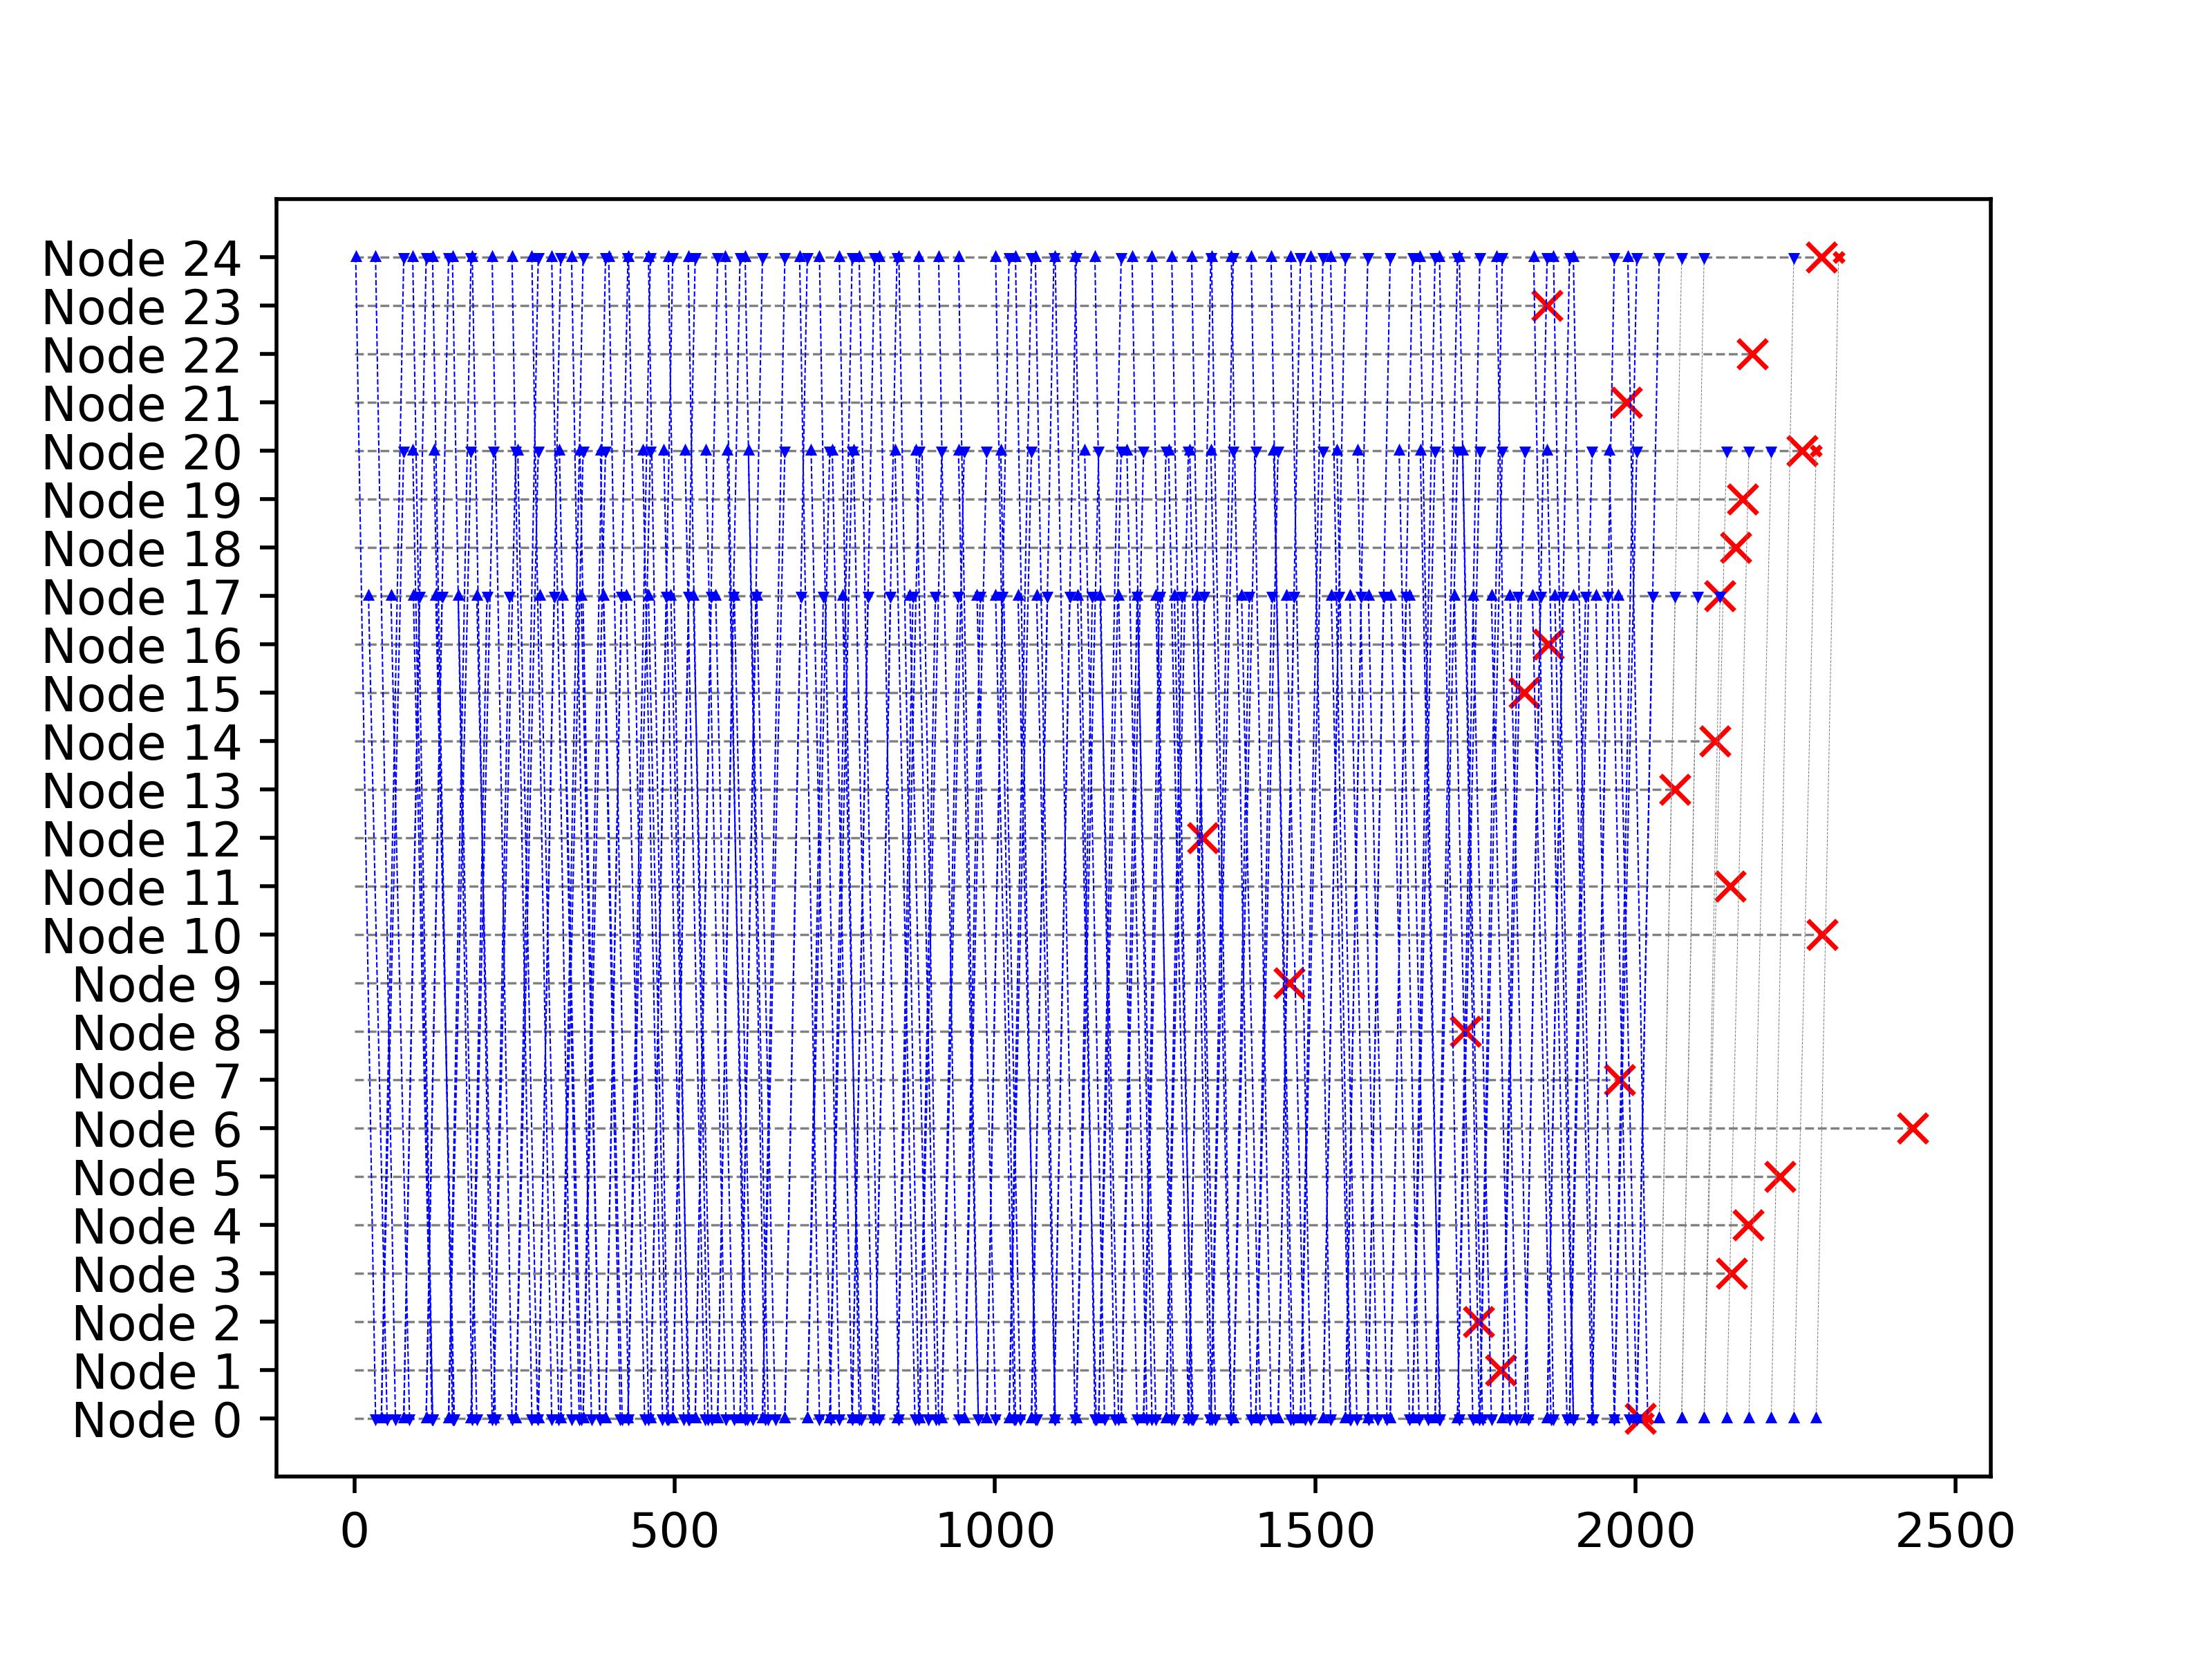 Node 24
Node 23
Node 22
Node 21
Node 20
Node 19
Node 18
Node 17
Node 16
Node 15
Node 14
Node 13
Node 12
Node 11
Node 10
Node 9
Node 8
Node 7
Node 6
Node 5
Node 4
Node 3
Node 2
Node 1
Node 0
0 500 1000 1500 2000 2500